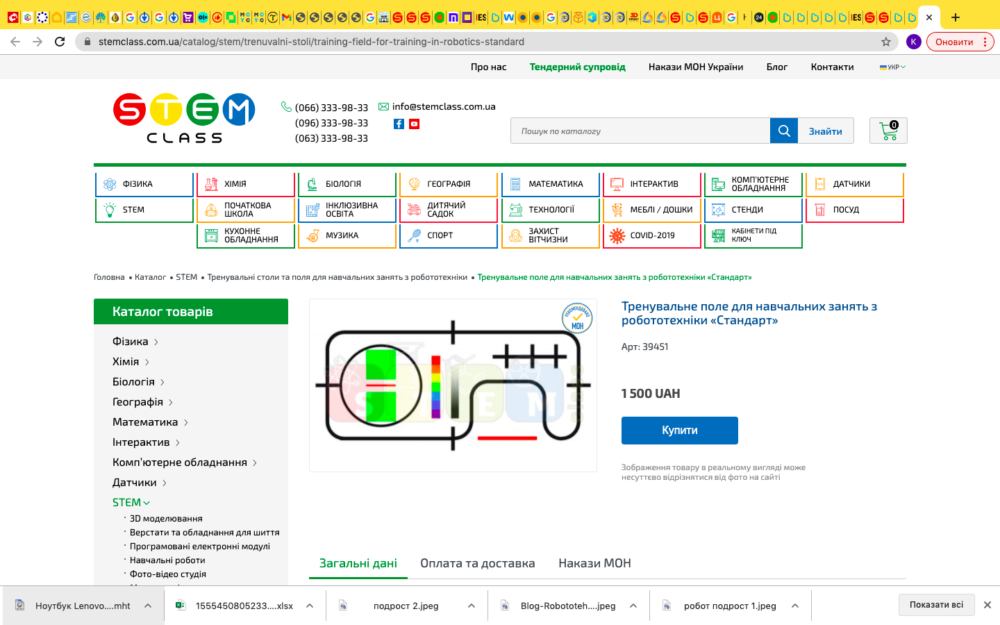 stemclass.com.ua/catalog/stem/trenuvalni-stoli/training-field-for-training-in-robotics-standard
K
Оновити
Про нас
Тендерний супровід
Накази МОН України
Блог
Контакти
УКР
STEM
CLASS
(066) 333-98-33
(096) 333-98-33
(063) 333-98-33
info@stemclass.com.ua
Пошук по каталогу
Знайти
0
ФІЗИКА
ХІМІЯ
БІОЛОГІЯ
ГЕОГРАФІЯ
МАТЕМАТИКА
ІНТЕРАКТИВ
КОМП'ЮТЕРНЕ
ОБЛАДНАННЯ
ДАТЧИКИ
STEM
ПОЧАТКОВА
ШКОЛА
ІНКЛЮЗИВНА
ОСВІТА
ДИТЯЧИЙ
САДОК
ТЕХНОЛОГІЇ
МЕБЛІ / ДОШКИ
СТЕНДИ
ПОСУД
КУХОННЕ
ОБЛАДНАННЯ
МУЗИКА
СПОРТ
ЗАХИСТ
ВІТЧИЗНИ
COVID-2019
КАБІНЕТИ ПІД
КЛЮЧ
Головна • Каталог • STEM • Тренувальні столи та поля для навчальних занять з робототехніки • Тренувальне поле для навчальних занять з робототехніки «Стандарт»
Каталог товарів
Фізика
Хімія
Біологія
Географія
Математика
Інтерактив
Комп'ютерне обладнання
Датчики
STEM
3D моделювання
Верстати та обладнання для шиття
Програмовані електронні модулі
Навчальні роботи
Фото-відео студія
РЕКОМЕНДОВАНО
МОН
STEM
Тренувальне поле для навчальних занять з
робототехніки «Стандарт»
Арт: 39451
1 500 UAH
Купити
Зображення товару в реальному вигляді може
несуттєво відрізнятися від фото на сайті
Загальні дані
Оплата та доставка
Накази МОН
Ноутбук Lenovo....mht
1555450805233....xlsx
подрост 2.jpeg
Blog-Robototeh....jpeg
робот подрост 1.jpeg
Показати всі